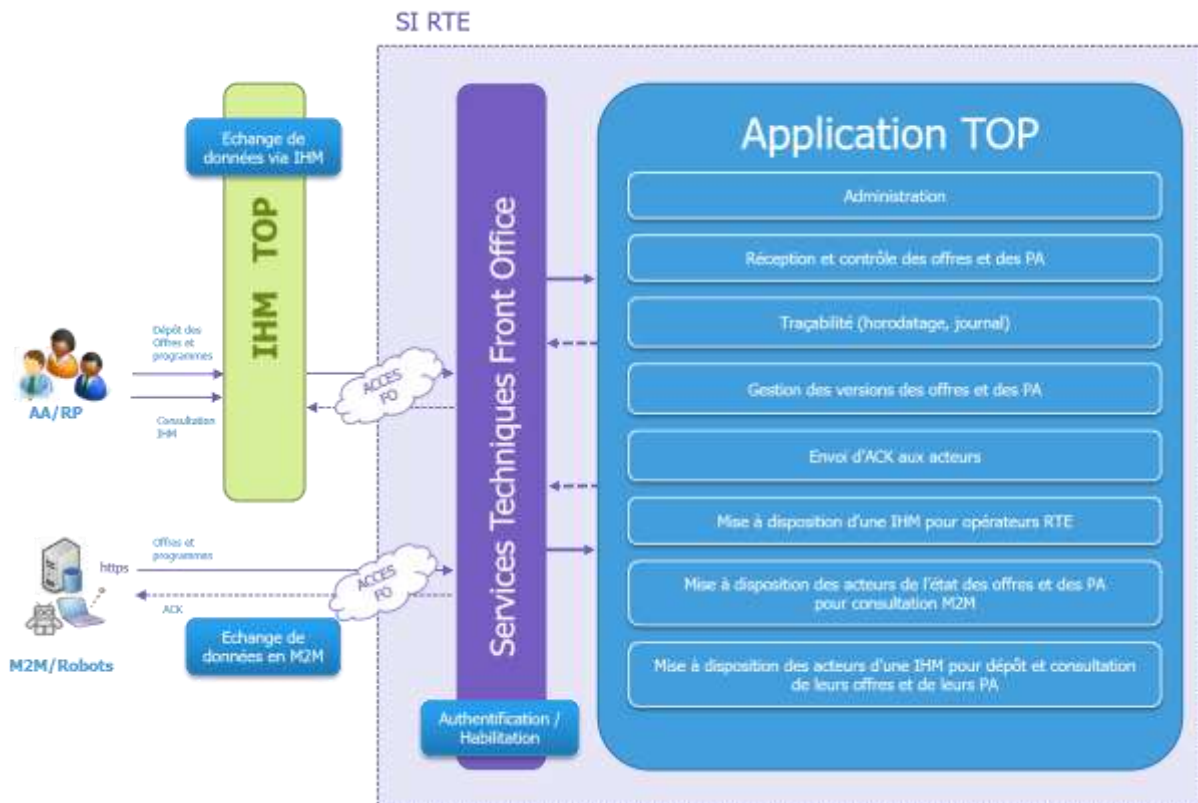 SI RTE
Echange de
données via IHM
IHM TOP
Dépôt des
Offres et
programmes
AA/RP
Consultation
IHM
ACCES
FO
Offres et
programmes
https
ACK
ACCES
FO
M2M/Robots
Echange de
données en M2M
Services Techniques Front Office
Authentification /
Habilitation
Application TOP
Administration
Réception et contrôle des offres et des PA
Traçabilité (horodatage, journal)
Gestion des versions des offres et des PA
Envoi d'ACK aux acteurs
Mise à disposition d'une IHM pour opérateurs RTE
Mise à disposition des acteurs de l'état des offres et des PA
pour consultation M2M
Mise à disposition des acteurs d'une IHM pour dépôt et consultation
de leurs offres et de leurs PA